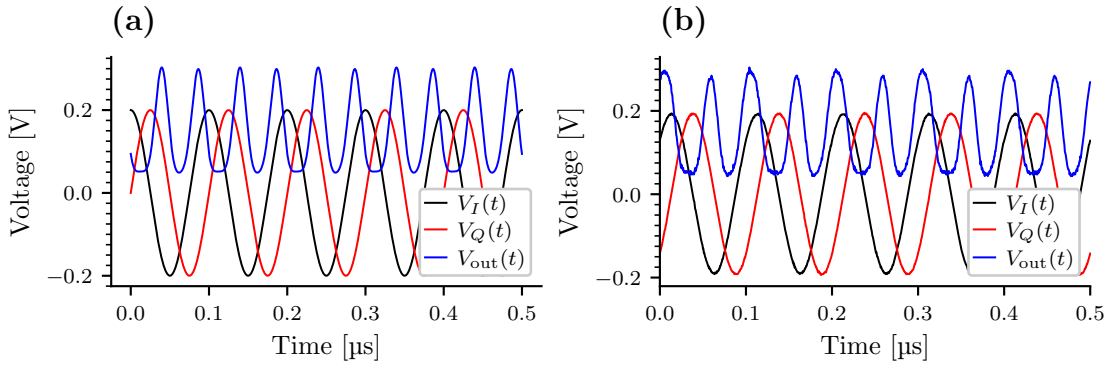 (a)
Voltage [V]
0.2
0.0
−0.2
V_I(t)
V_Q(t)
V_out(t)
0.0 0.1 0.2 0.3 0.4 0.5
Time [µs]
(b)
Voltage [V]
0.2
0.0
−0.2
V_I(t)
V_Q(t)
V_out(t)
0.0 0.1 0.2 0.3 0.4 0.5
Time [µs]